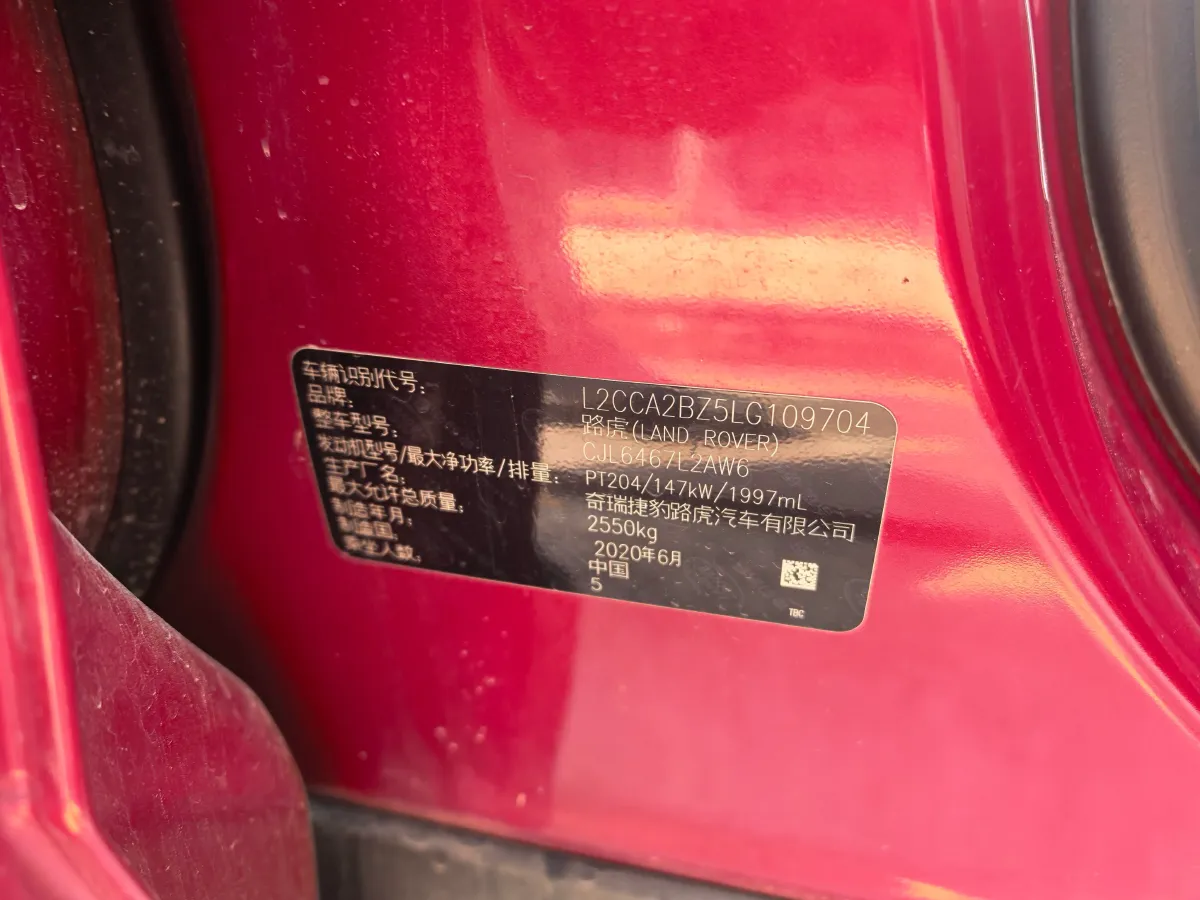 车辆识别代号: L2CCA2BZ5LG109704
品牌: 路虎(LAND ROVER)
整车型号: CJL6467L2AW6
发动机型号/最大净功率/排量: PT204/147kW/1997mL
生产厂名: 奇瑞捷豹路虎汽车有限公司
最大允许总质量: 2550kg
制造年月: 2020年6月
制造国: 中国
乘坐人数: 5
TBC